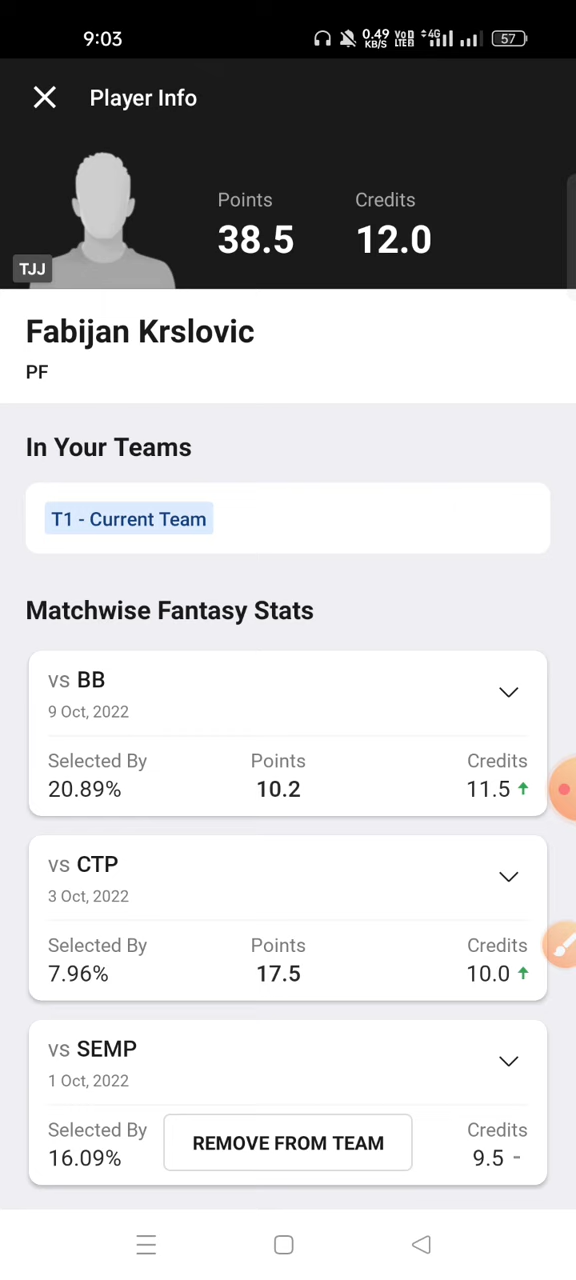 9:03
0.49 KB/S VoD LTE 4G 57
Player Info
Points Credits
38.5 12.0
TJJ
Fabijan Krslovic
PF
In Your Teams
T1 - Current Team
Matchwise Fantasy Stats
vs BB
9 Oct, 2022
Selected By Points Credits
20.89% 10.2 11.5
vs CTP
3 Oct, 2022
Selected By Points Credits
7.96% 17.5 10.0
vs SEMP
1 Oct, 2022
Selected By Credits
REMOVE FROM TEAM
16.09% 9.5 -